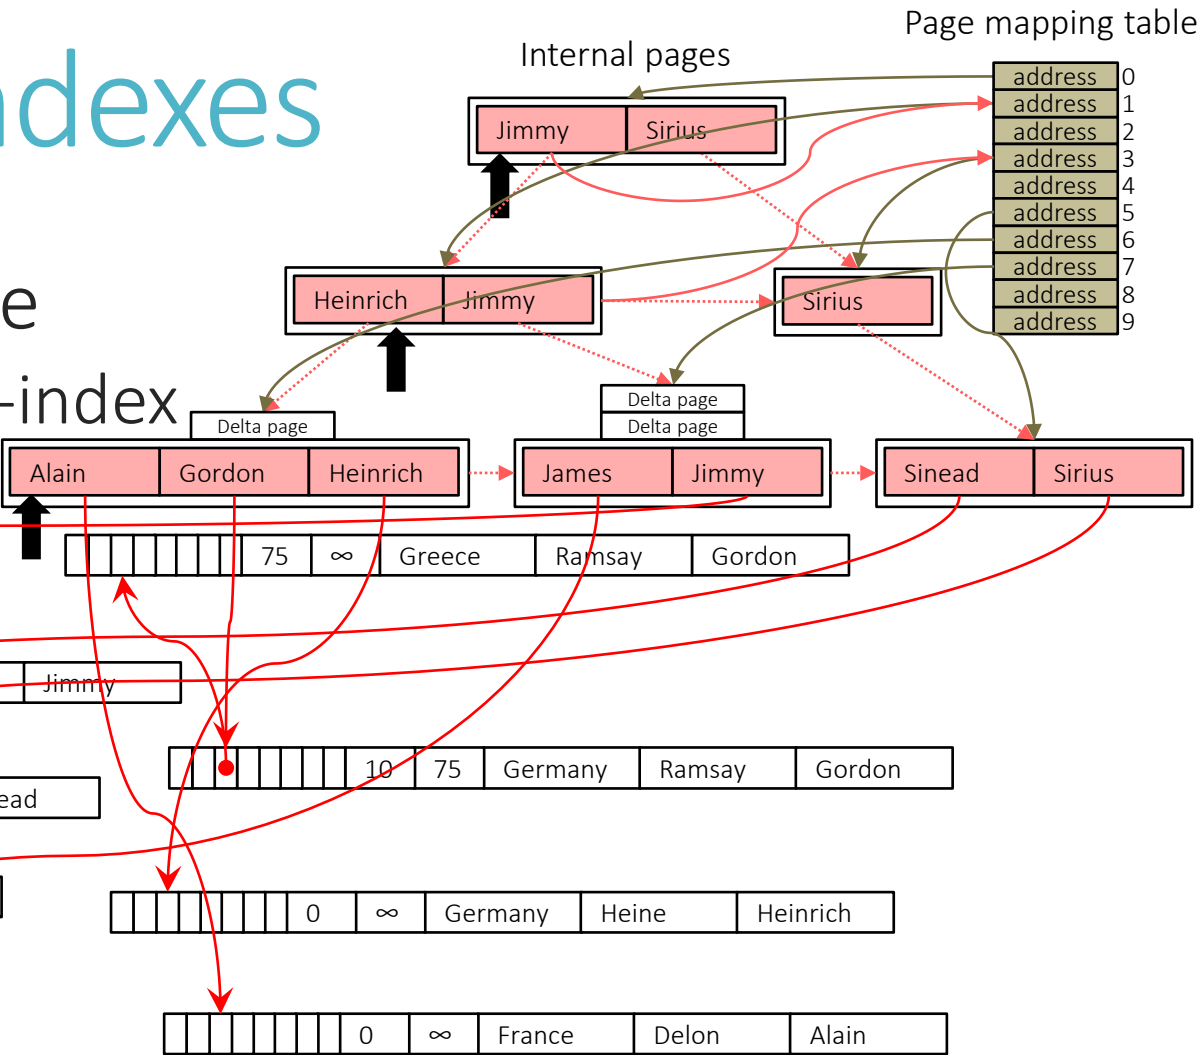 Page mapping table
Internal pages
ndexes
address 0
address 1
address 2
address 3
address 4
address 5
address 6
address 7
address 8
address 9
Jimmy Sirius
e
Heinrich Jimmy
Sirius
-index
Delta page
Delta page
Delta page
Alain Gordon Heinrich
James Jimmy
Sinead Sirius
75 ∞ Greece Ramsay Gordon
Jimmy
10 75 Germany Ramsay Gordon
ead
0 ∞ Germany Heine Heinrich
0 ∞ France Delon Alain